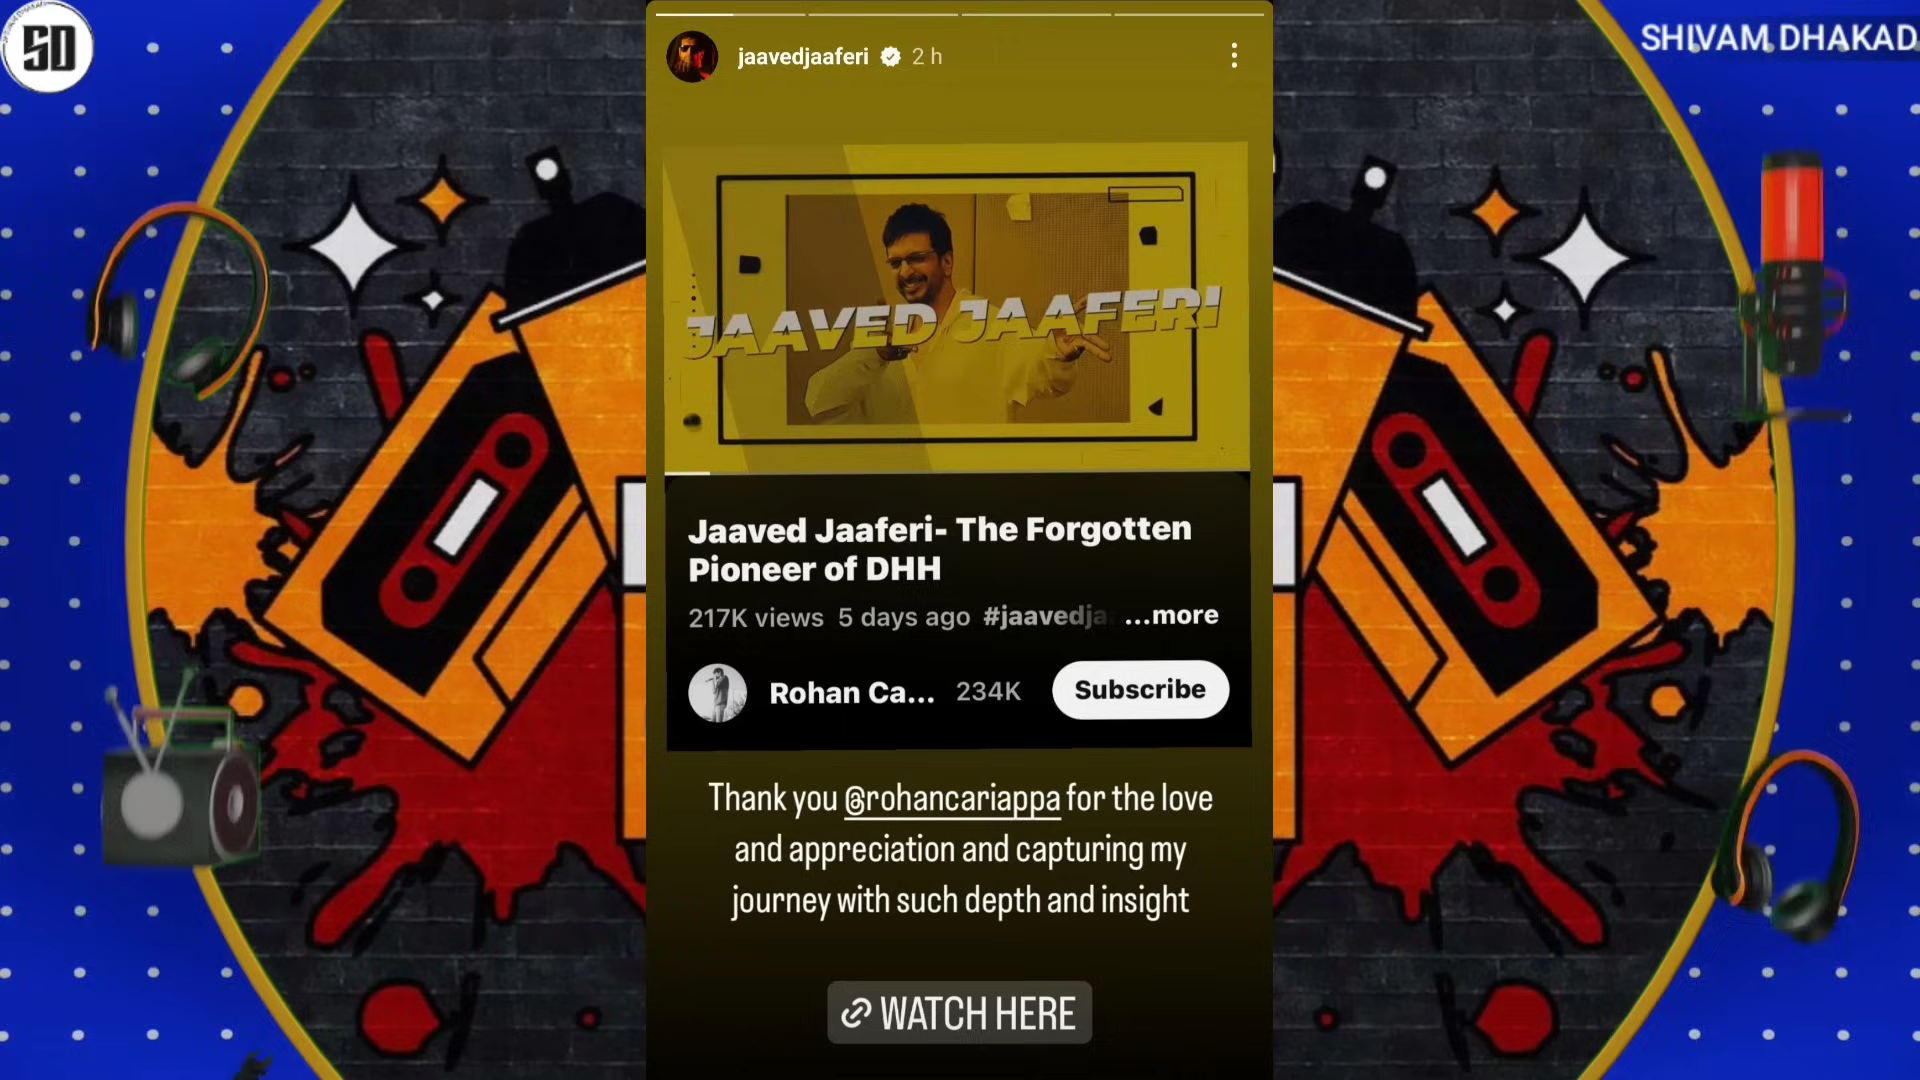 SD
SHIVAM DHAKAD
jaavedjaaferi 2 h
JAAVED JAAFERI
Jaaved Jaaferi- The Forgotten
Pioneer of DHH
217K views 5 days ago #jaavedja ...more
Rohan Ca... 234K Subscribe
Thank you @rohancariappa for the love
and appreciation and capturing my
journey with such depth and insight
WATCH HERE